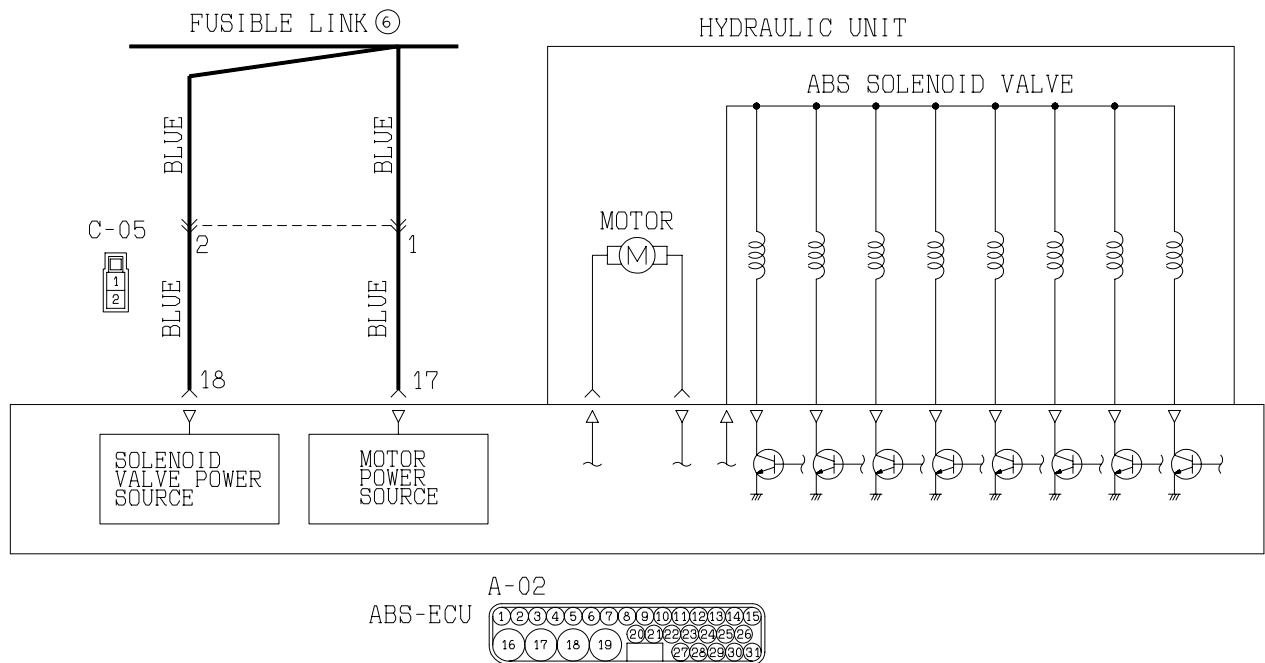 FUSIBLE LINK 6
HYDRAULIC UNIT
ABS SOLENOID VALVE
BLUE
BLUE
MOTOR
M
C-05
2
1
1
2
BLUE
BLUE
18
17
SOLENOID
VALVE POWER
SOURCE
MOTOR
POWER
SOURCE
A-02
ABS-ECU
1 2 3 4 5 6 7 8 9 10 11 12 13 14 15
16 17 18 19
20 21 22 23 24 25 26
27 28 29 30 31